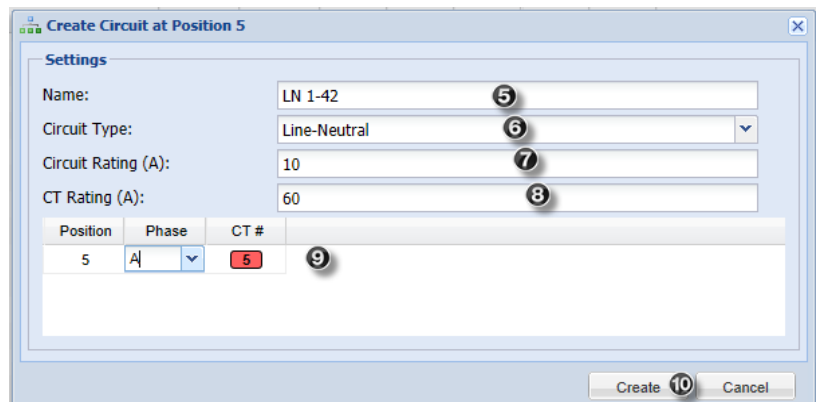 Create Circuit at Position 5
Settings
Name: LN 1-42 5
Circuit Type: Line-Neutral 6
Circuit Rating (A): 10 7
CT Rating (A): 60 8
Position Phase CT #
5 A 5 9
Create 10 Cancel